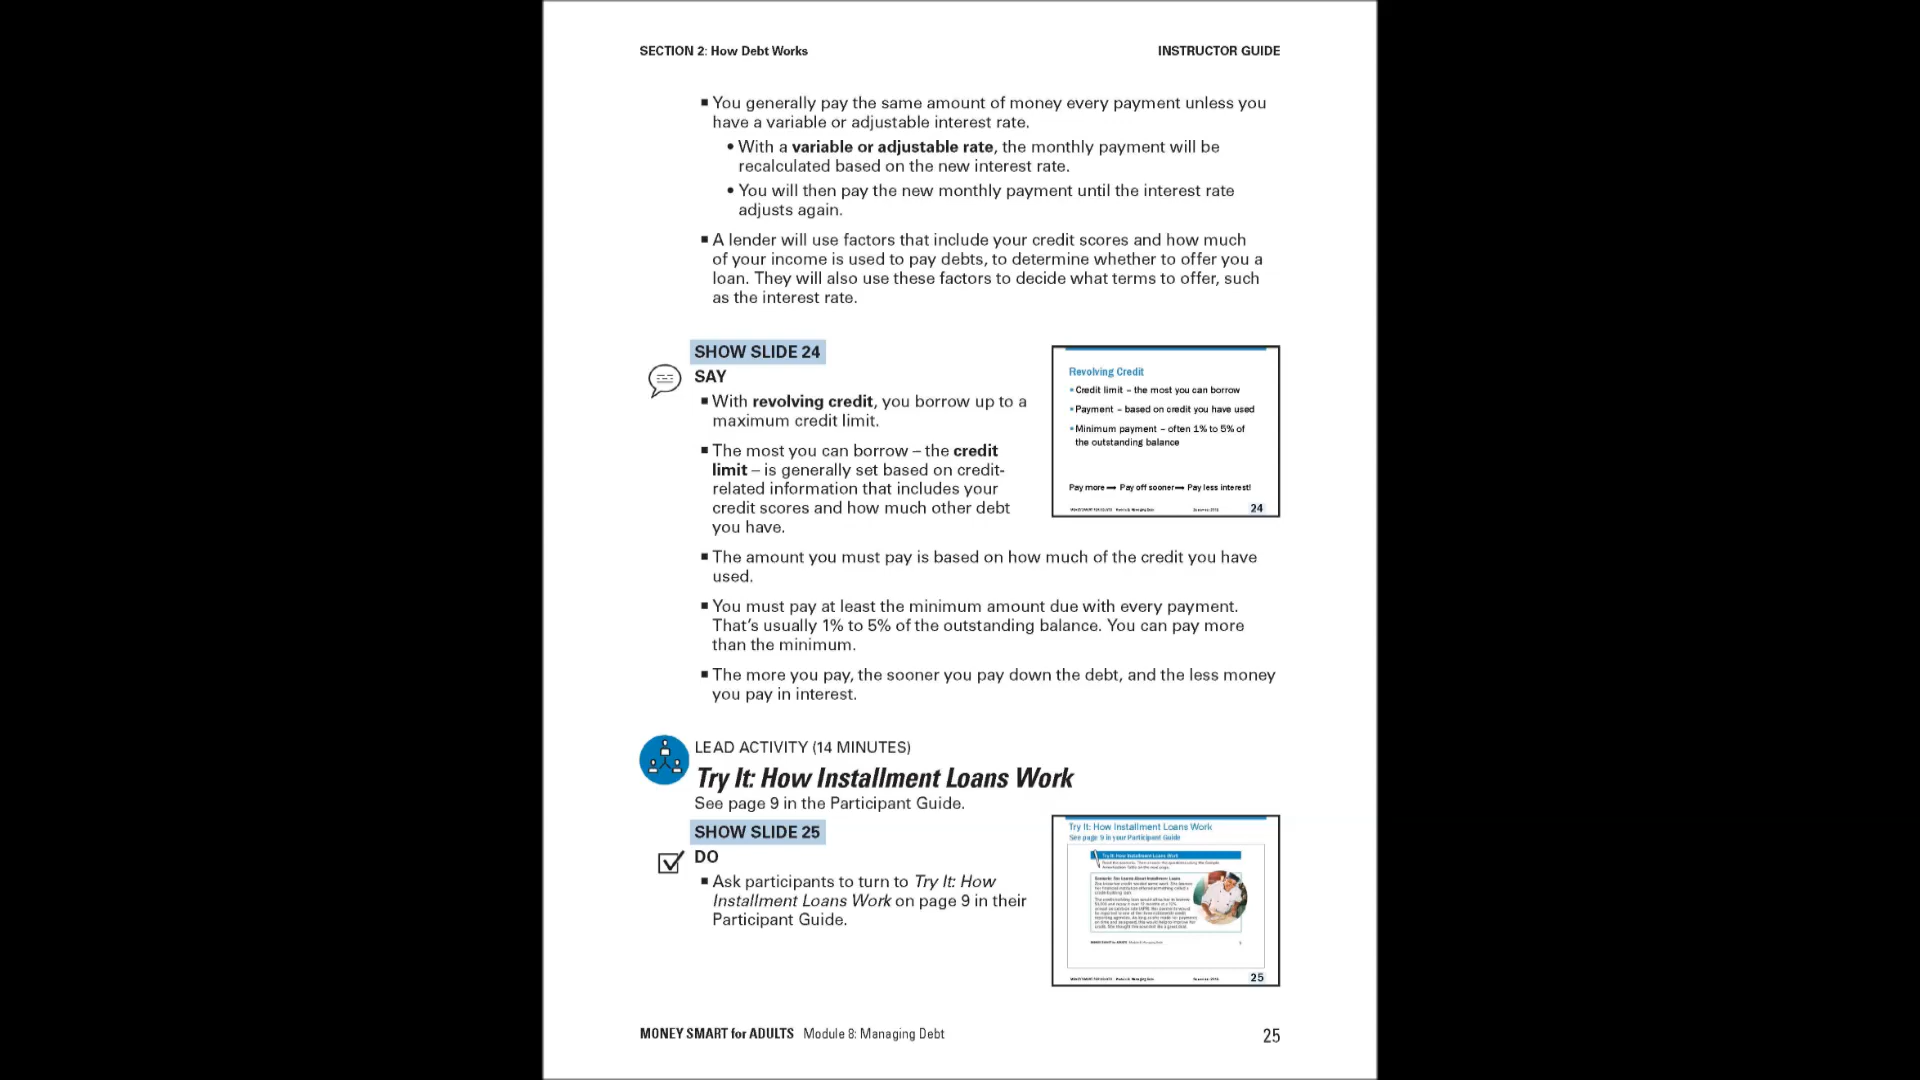 SECTION 2: How Debt Works
INSTRUCTOR GUIDE
▪ You generally pay the same amount of money every payment unless you
have a variable or adjustable interest rate.
• With a variable or adjustable rate, the monthly payment will be
recalculated based on the new interest rate.
• You will then pay the new monthly payment until the interest rate
adjusts again.
▪ A lender will use factors that include your credit scores and how much
of your income is used to pay debts, to determine whether to offer you a
loan. They will also use these factors to decide what terms to offer, such
as the interest rate.
SHOW SLIDE 24
SAY
▪ With revolving credit, you borrow up to a
maximum credit limit.
▪ The most you can borrow – the credit
limit – is generally set based on credit-
related information that includes your
credit scores and how much other debt
you have.
▪ The amount you must pay is based on how much of the credit you have
used.
▪ You must pay at least the minimum amount due with every payment.
That’s usually 1% to 5% of the outstanding balance. You can pay more
than the minimum.
▪ The more you pay, the sooner you pay down the debt, and the less money
you pay in interest.
Revolving Credit
• Credit limit – the most you can borrow
• Payment – based on credit you have used
• Minimum payment – often 1% to 5% of
the outstanding balance
Pay more → Pay off sooner → Pay less interest!
24
LEAD ACTIVITY (14 MINUTES)
Try It: How Installment Loans Work
See page 9 in the Participant Guide.
SHOW SLIDE 25
DO
▪ Ask participants to turn to Try It: How
Installment Loans Work on page 9 in their
Participant Guide.
Try It: How Installment Loans Work
See page 9 in your Participant Guide
Try It: How Installment Loans Work
25
MONEY SMART for ADULTS Module 8: Managing Debt
25